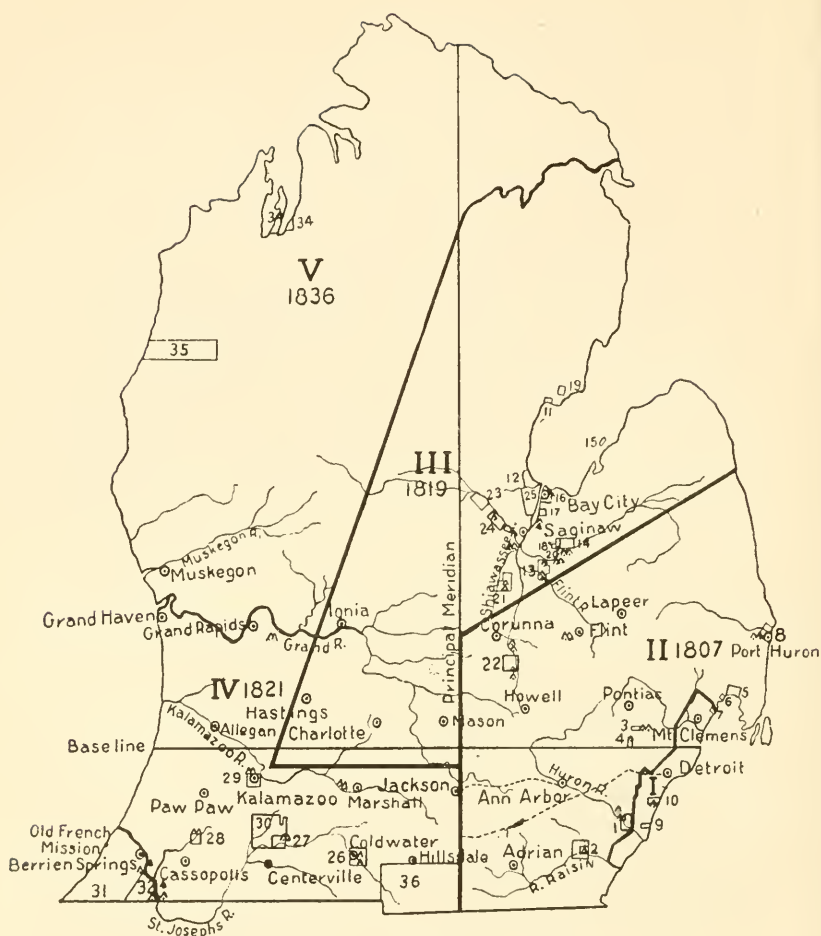 34
34
V
1836
35
19
11
150
III
1819
12
23
25
16
Bay City
17
24
Saginaw
18
14
20
13
Shiawassee
21
Flint R.
Muskegon R.
Muskegon
Principal Meridian
Lapeer
Grand Haven
Grand Rapids
Ionia
Grand R.
Corunna
Flint
8
II 1807
Port Huron
22
IV 1821
Hastings
Howell
Pontiac
6
5
Kalamazoo R.
Allegan
Charlotte
Mason
3
Mt. Clemens
4
Baseline
Detroit
29
Kalamazoo
Marshall
Jackson
Ann Arbor
Huron R.
I
10
Paw Paw
1
9
Old French
Mission
30
28
27
Coldwater
26
Hillsdale
Adrian
2
Berrien Springs
Cassopolis
Centerville
R. Raisin
31
32
36
St. Josephs R.